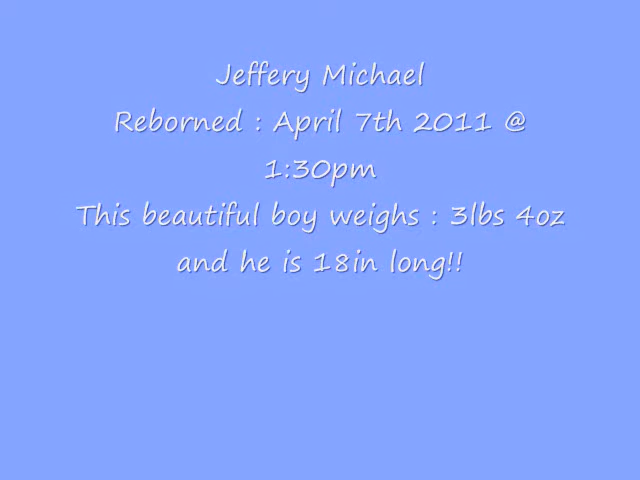 Jeffery Michael
Reborned : April 7th 2011 @
1:30pm
This beautiful boy weighs : 3lbs 4oz
and he is 18in long!!